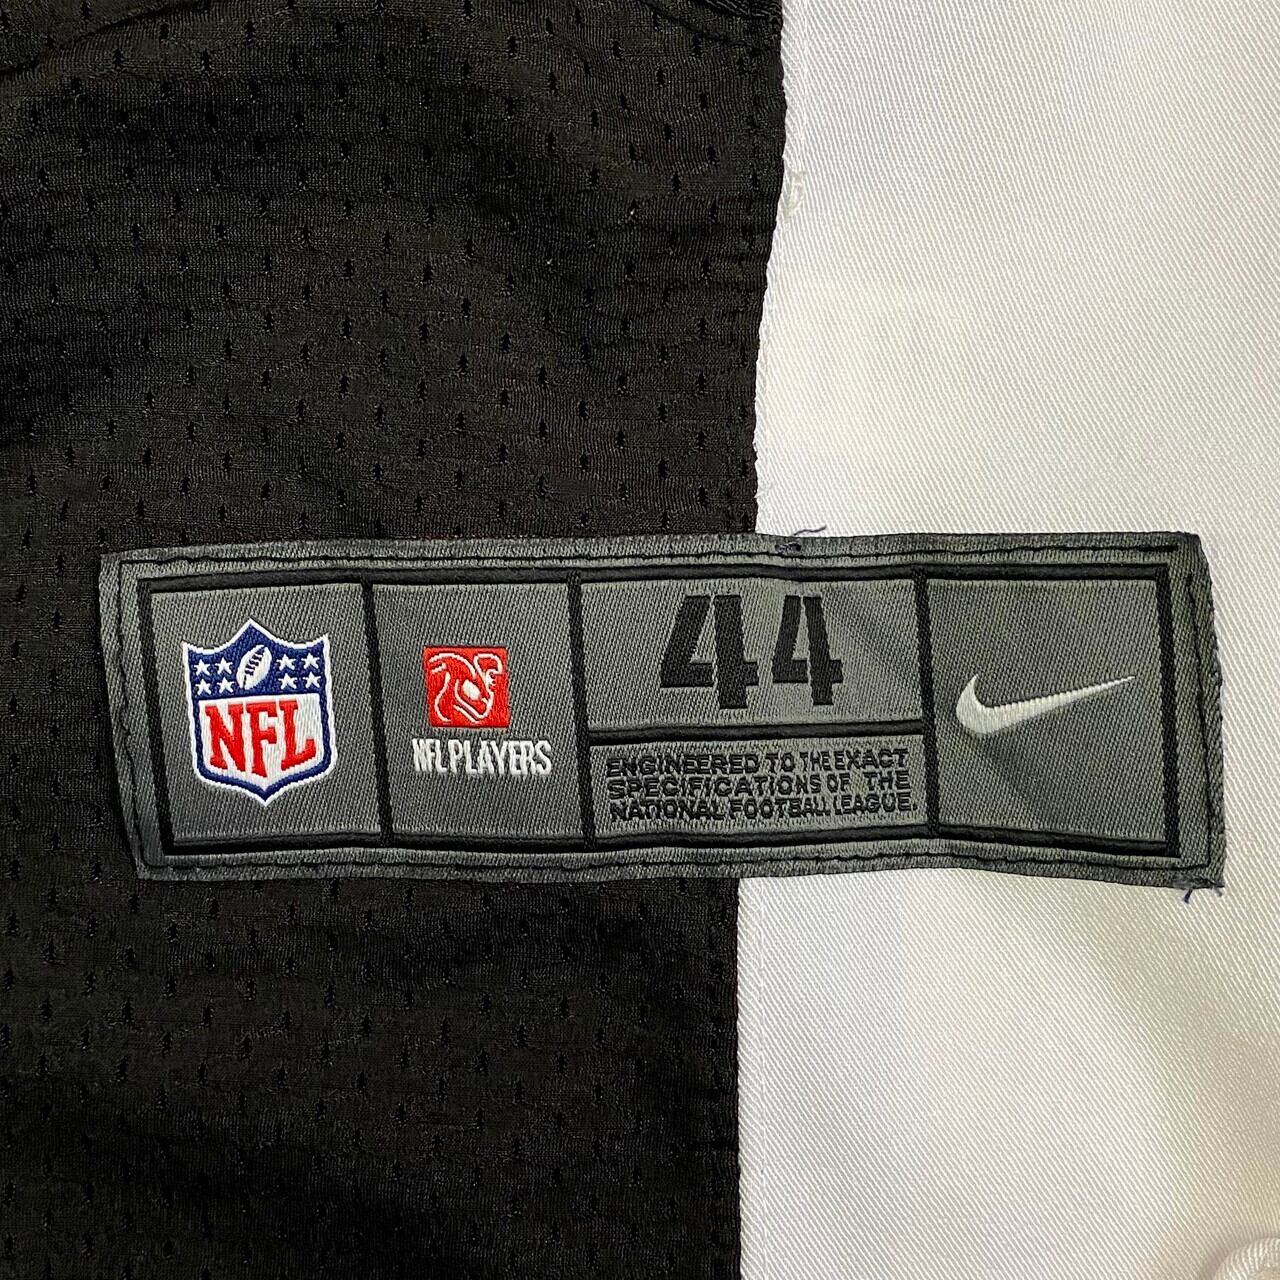 NFL
NFL PLAYERS
44
ENGINEERED TO THE EXACT
SPECIFICATIONS OF THE
NATIONAL FOOTBALL LEAGUE.